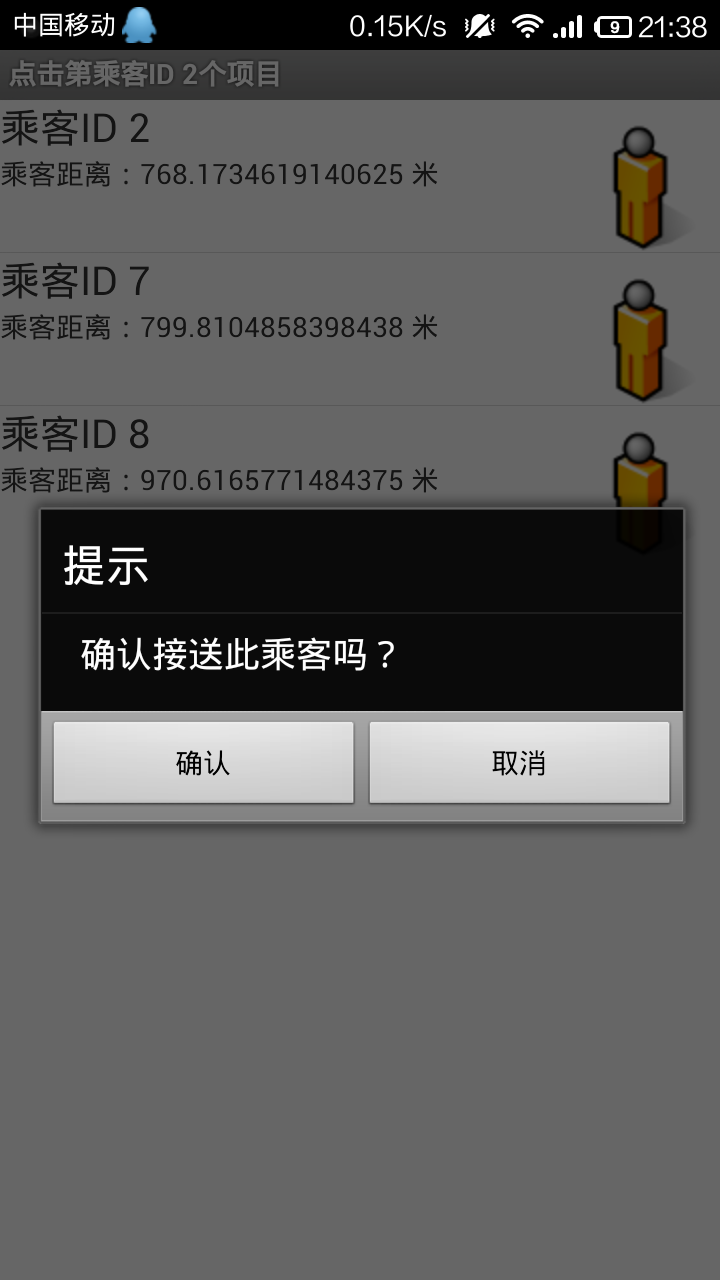 中国移动 0.15K/s 9 21:38
点击第乘客ID 2个项目
乘客ID 2
乘客距离：768.1734619140625 米
乘客ID 7
乘客距离：799.8104858398438 米
乘客ID 8
乘客距离：970.6165771484375 米
提示
确认接送此乘客吗？
确认 取消